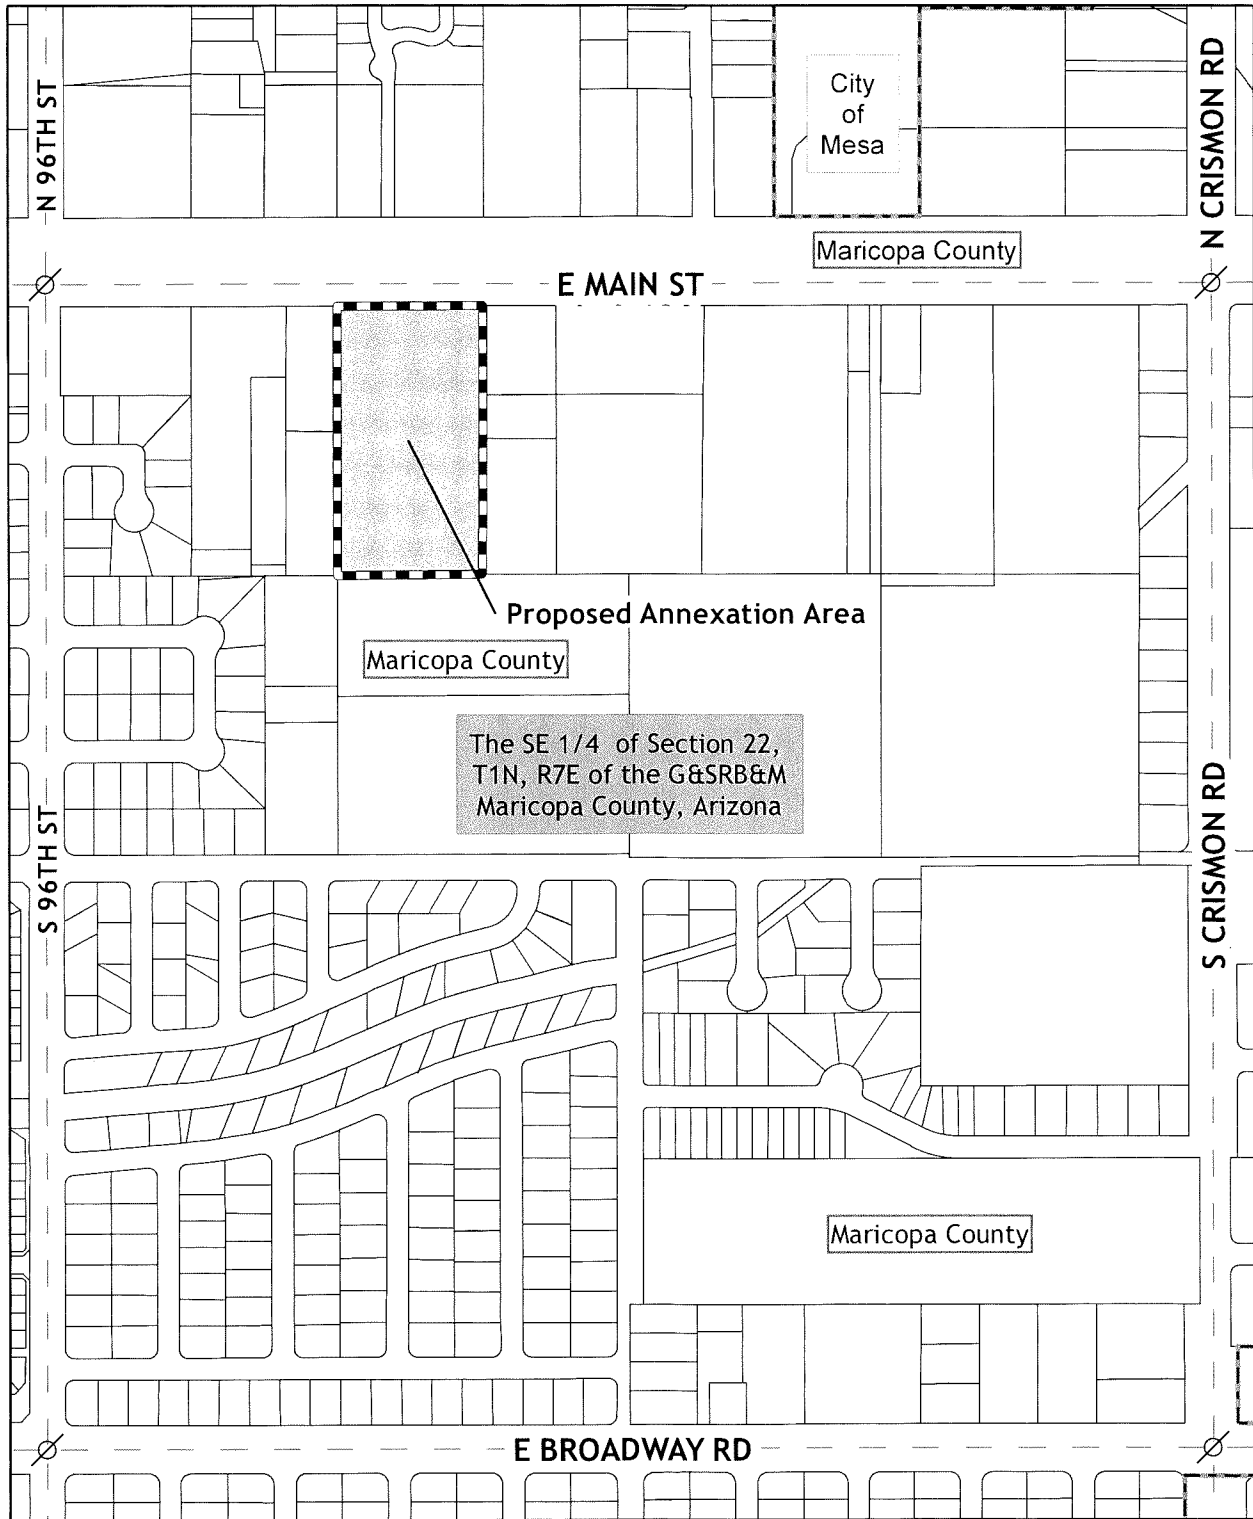 N 96TH ST
City
of
Mesa
N CRISMON RD
Maricopa County
E MAIN ST
Proposed Annexation Area
Maricopa County
The SE 1/4 of Section 22,
T1N, R7E of the G&SRB&M
Maricopa County, Arizona
S 96TH ST
S CRISMON RD
Maricopa County
E BROADWAY RD